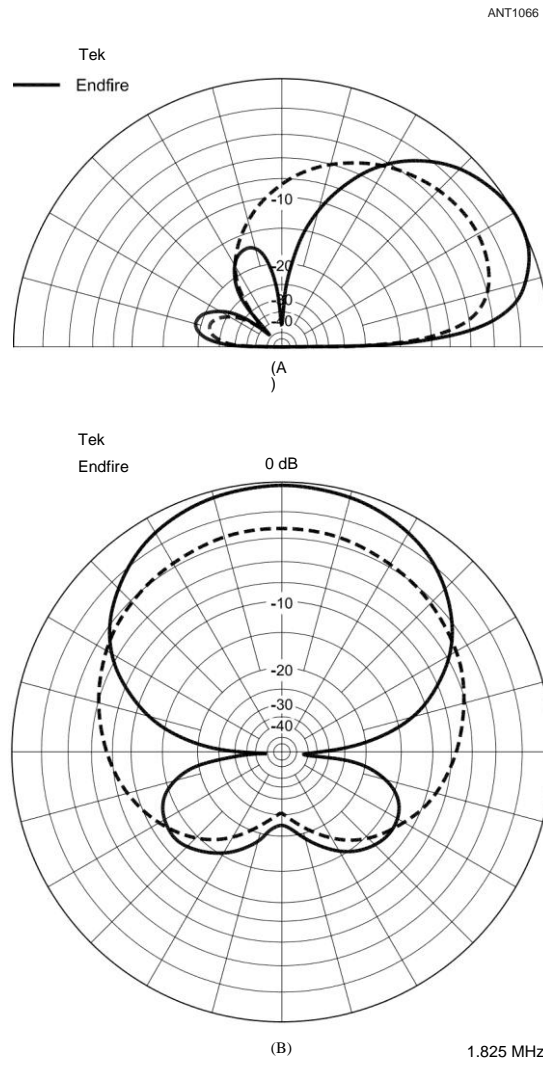 ANT1066
Tek
Endfire
-10
-20
-30
-40
(A
)
Tek
Endfire
0 dB
-10
-20
-30
-40
(B)
1.825 MHz